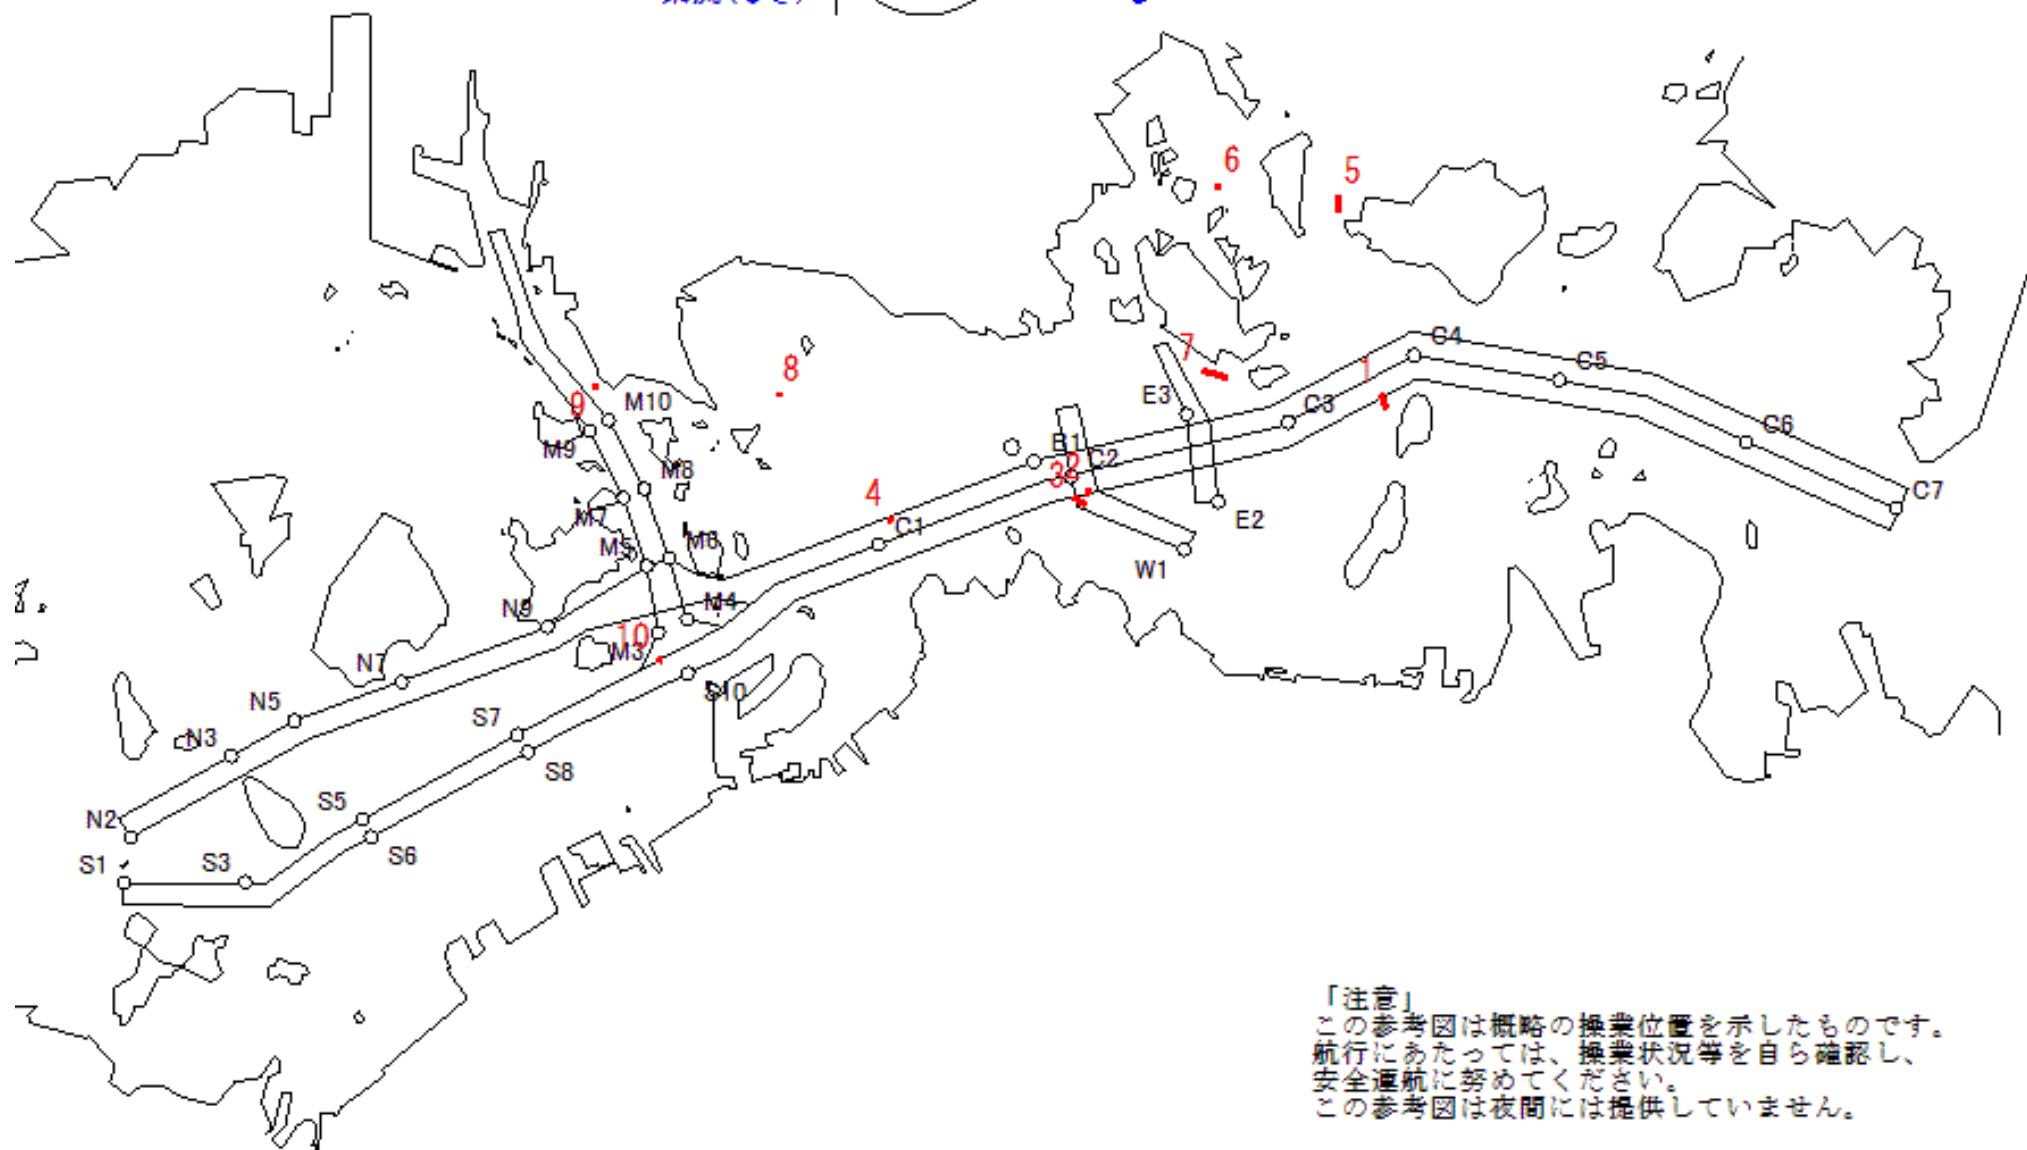 6
5
C4
7
1
C5
8
E3
C3
M10
9
C6
B1
M9
M8
3
2
C2
C7
4
E2
M7
C1
M5
M6
W1
N9
M4
10
M3
N7
S10
N5
S7
N3
S8
S5
N2
S6
S1
S3
「注意」
この参考図は概略の操業位置を示したものです。
航行にあたっては、操業状況等を自ら確認し、
安全運航に努めてください。
この参考図は夜間には提供していません。